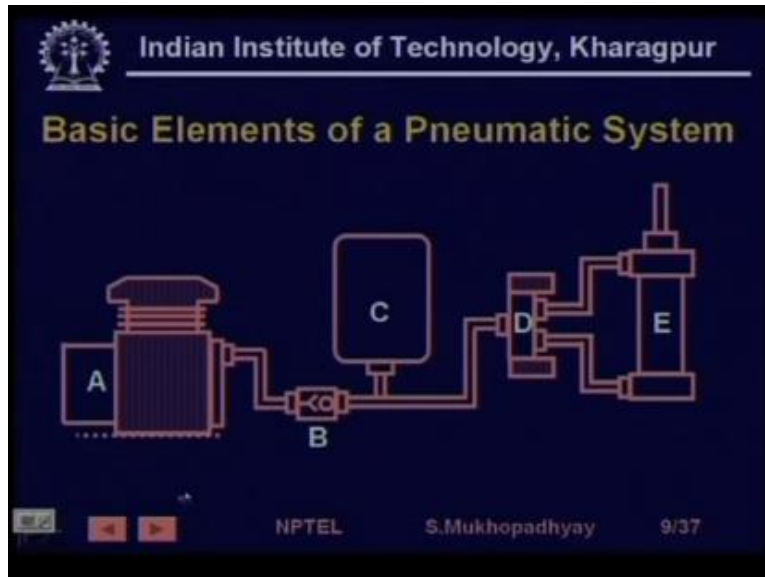 Indian Institute of Technology, Kharagpur
Basic Elements of a Pneumatic System
A
B
C
D
E
NPTEL S.Mukhopadhyay 9/37